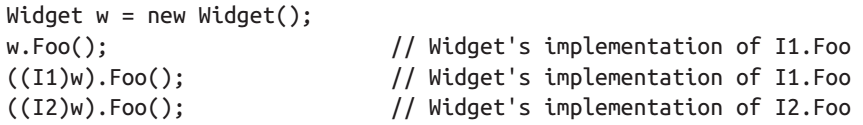 Widget w = new Widget();
w.Foo();                      // Widget's implementation of I1.Foo
((I1)w).Foo();                // Widget's implementation of I1.Foo
((I2)w).Foo();                // Widget's implementation of I2.Foo